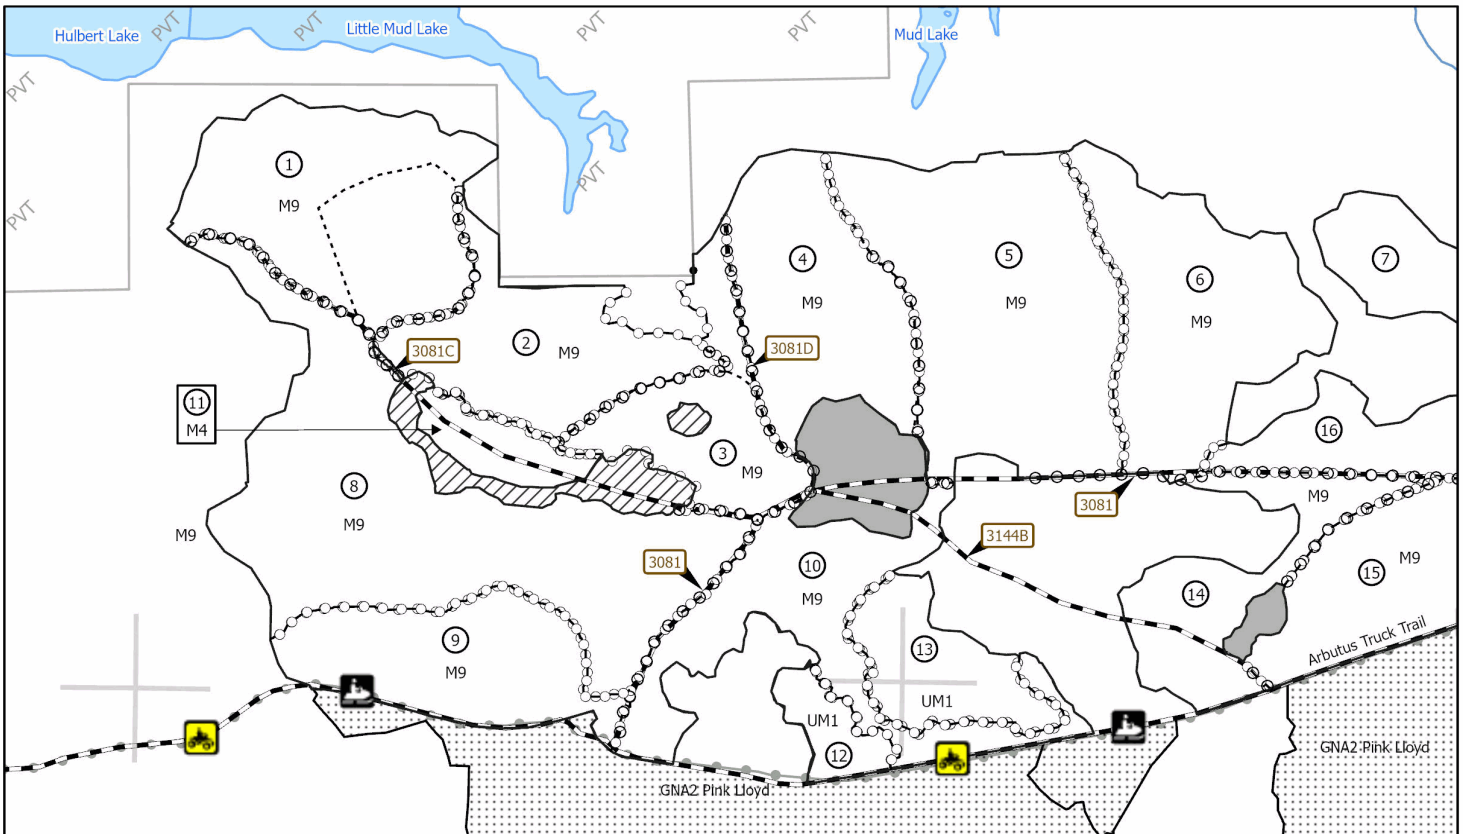 Hulbert Lake
PVT
PVT
Little Mud Lake
PVT
PVT
Mud Lake
PVT
1
M9
PVT
PVT
4
M9
5
M9
6
M9
7
2
M9
3081C
3081D
11
M4
3
M9
16
8
M9
M9
M9
3081
3144B
3081
10
M9
15
M9
14
9
M9
13
UM1
Arbutus Truck Trail
UM1
12
GNA2 Pink Lloyd
GNA2 Pink Lloyd